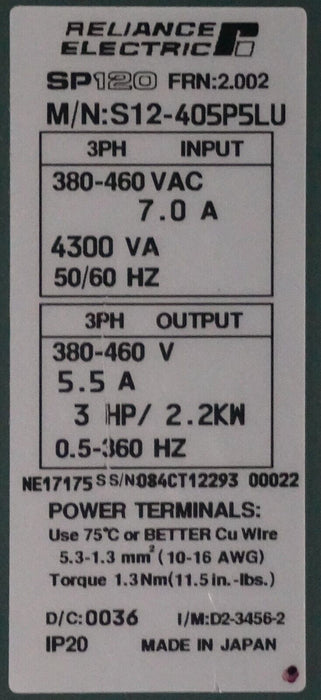 RELIANCE
ELECTRIC
SP120 FRN:2.002
M/N:S12-405P5LU
3PH INPUT
380-460 VAC
7.0 A
4300 VA
50/60 HZ
3PH OUTPUT
380-460 V
5.5 A
3 HP/ 2.2KW
0.5-360 HZ
NE17175 S S/N:084CT12293 00022
POWER TERMINALS:
Use 75°C or BETTER Cu Wire
5.3-1.3 mm² (10-16 AWG)
Torque 1.3Nm(11.5in.-lbs.)
D/C:0036 I/M:D2-3456-2
IP20 MADE IN JAPAN